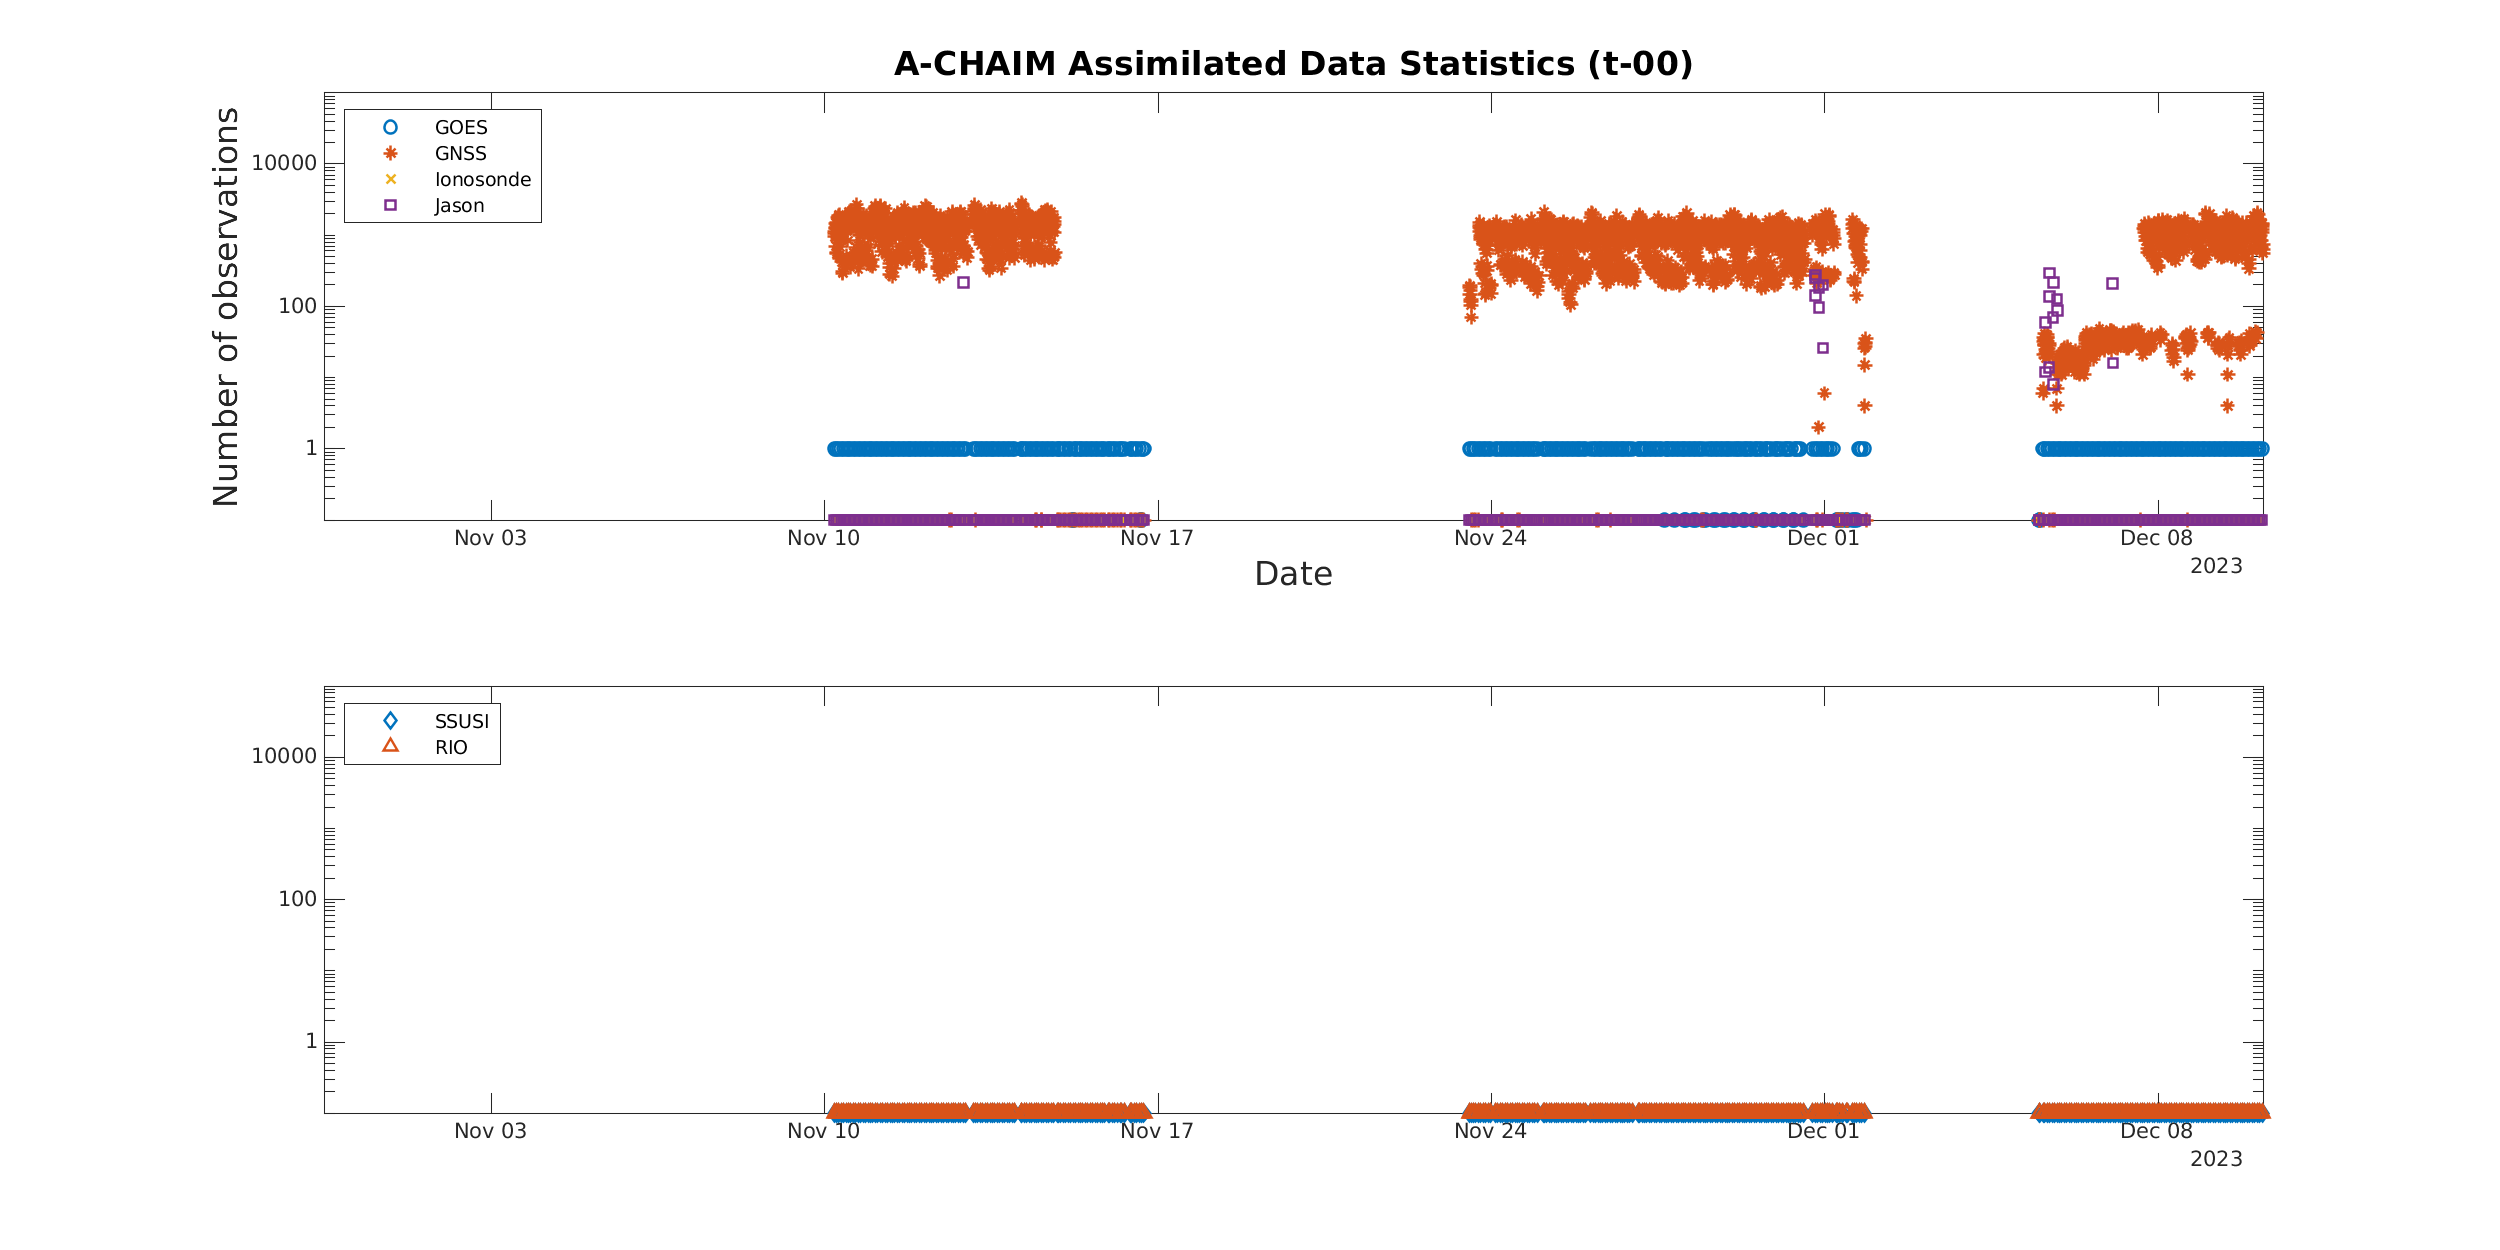 A-CHAIM Assimilated Data Statistics (t-00)
Number of observations
10000
100
1
GOES
GNSS
Ionosonde
Jason
Nov 03
Nov 10
Nov 17
Nov 24
Dec 01
Dec 08
2023
Date
10000
100
1
SSUSI
RIO
Nov 03
Nov 10
Nov 17
Nov 24
Dec 01
Dec 08
2023